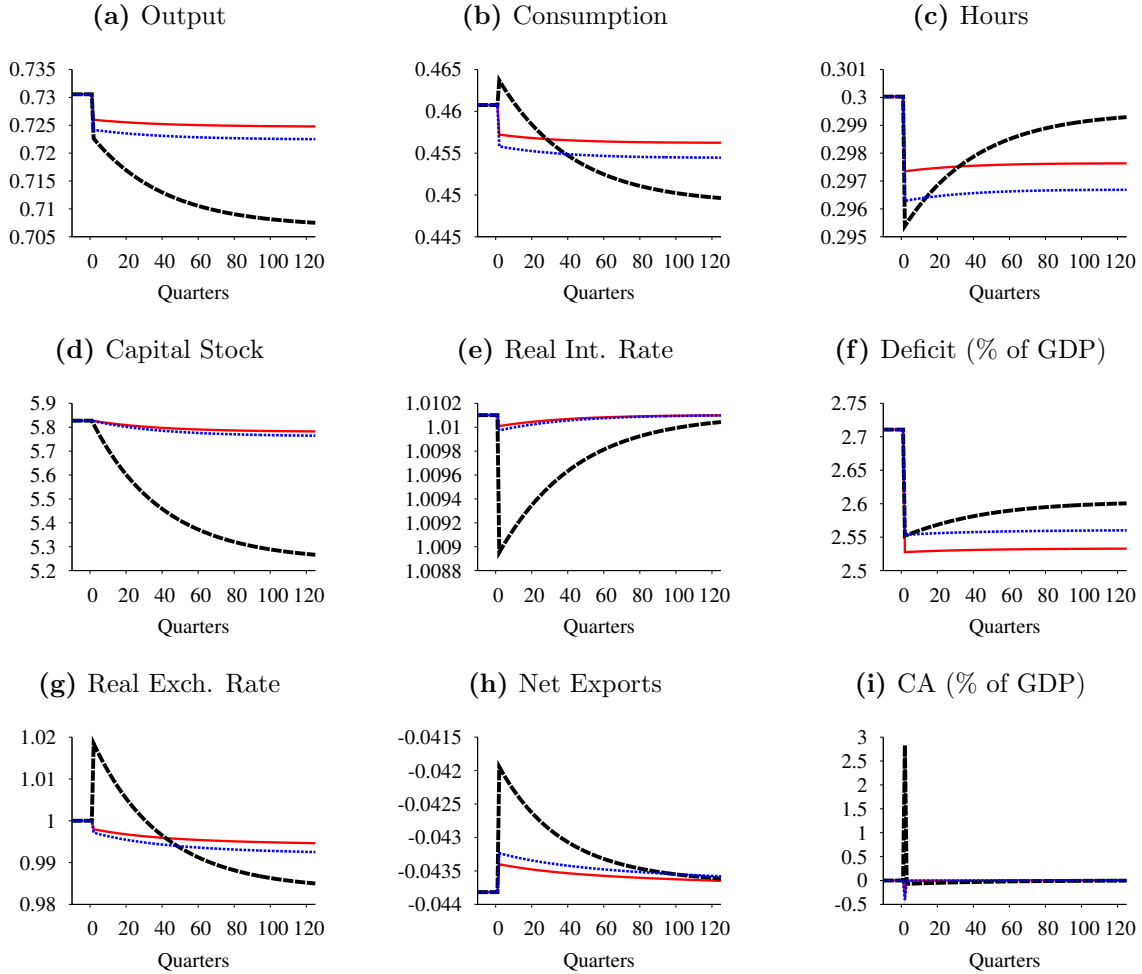 (a) Output
(b) Consumption
(c) Hours
0.735
0.73
0.725
0.72
0.715
0.71
0.705
0 20 40 60 80 100 120
Quarters
0.465
0.46
0.455
0.45
0.445
0 20 40 60 80 100 120
Quarters
0.301
0.3
0.299
0.298
0.297
0.296
0.295
0 20 40 60 80 100 120
Quarters
(d) Capital Stock
(e) Real Int. Rate
(f) Deficit (% of GDP)
5.9
5.8
5.7
5.6
5.5
5.4
5.3
5.2
0 20 40 60 80 100 120
Quarters
1.0102
1.01
1.0098
1.0096
1.0094
1.0092
1.009
1.0088
0 20 40 60 80 100 120
Quarters
2.75
2.7
2.65
2.6
2.55
2.5
0 20 40 60 80 100 120
Quarters
(g) Real Exch. Rate
(h) Net Exports
(i) CA (% of GDP)
1.02
1.01
1
0.99
0.98
0 20 40 60 80 100 120
Quarters
-0.0415
-0.042
-0.0425
-0.043
-0.0435
-0.044
0 20 40 60 80 100 120
Quarters
3
2.5
2
1.5
1
0.5
0
-0.5
0 20 40 60 80 100 120
Quarters